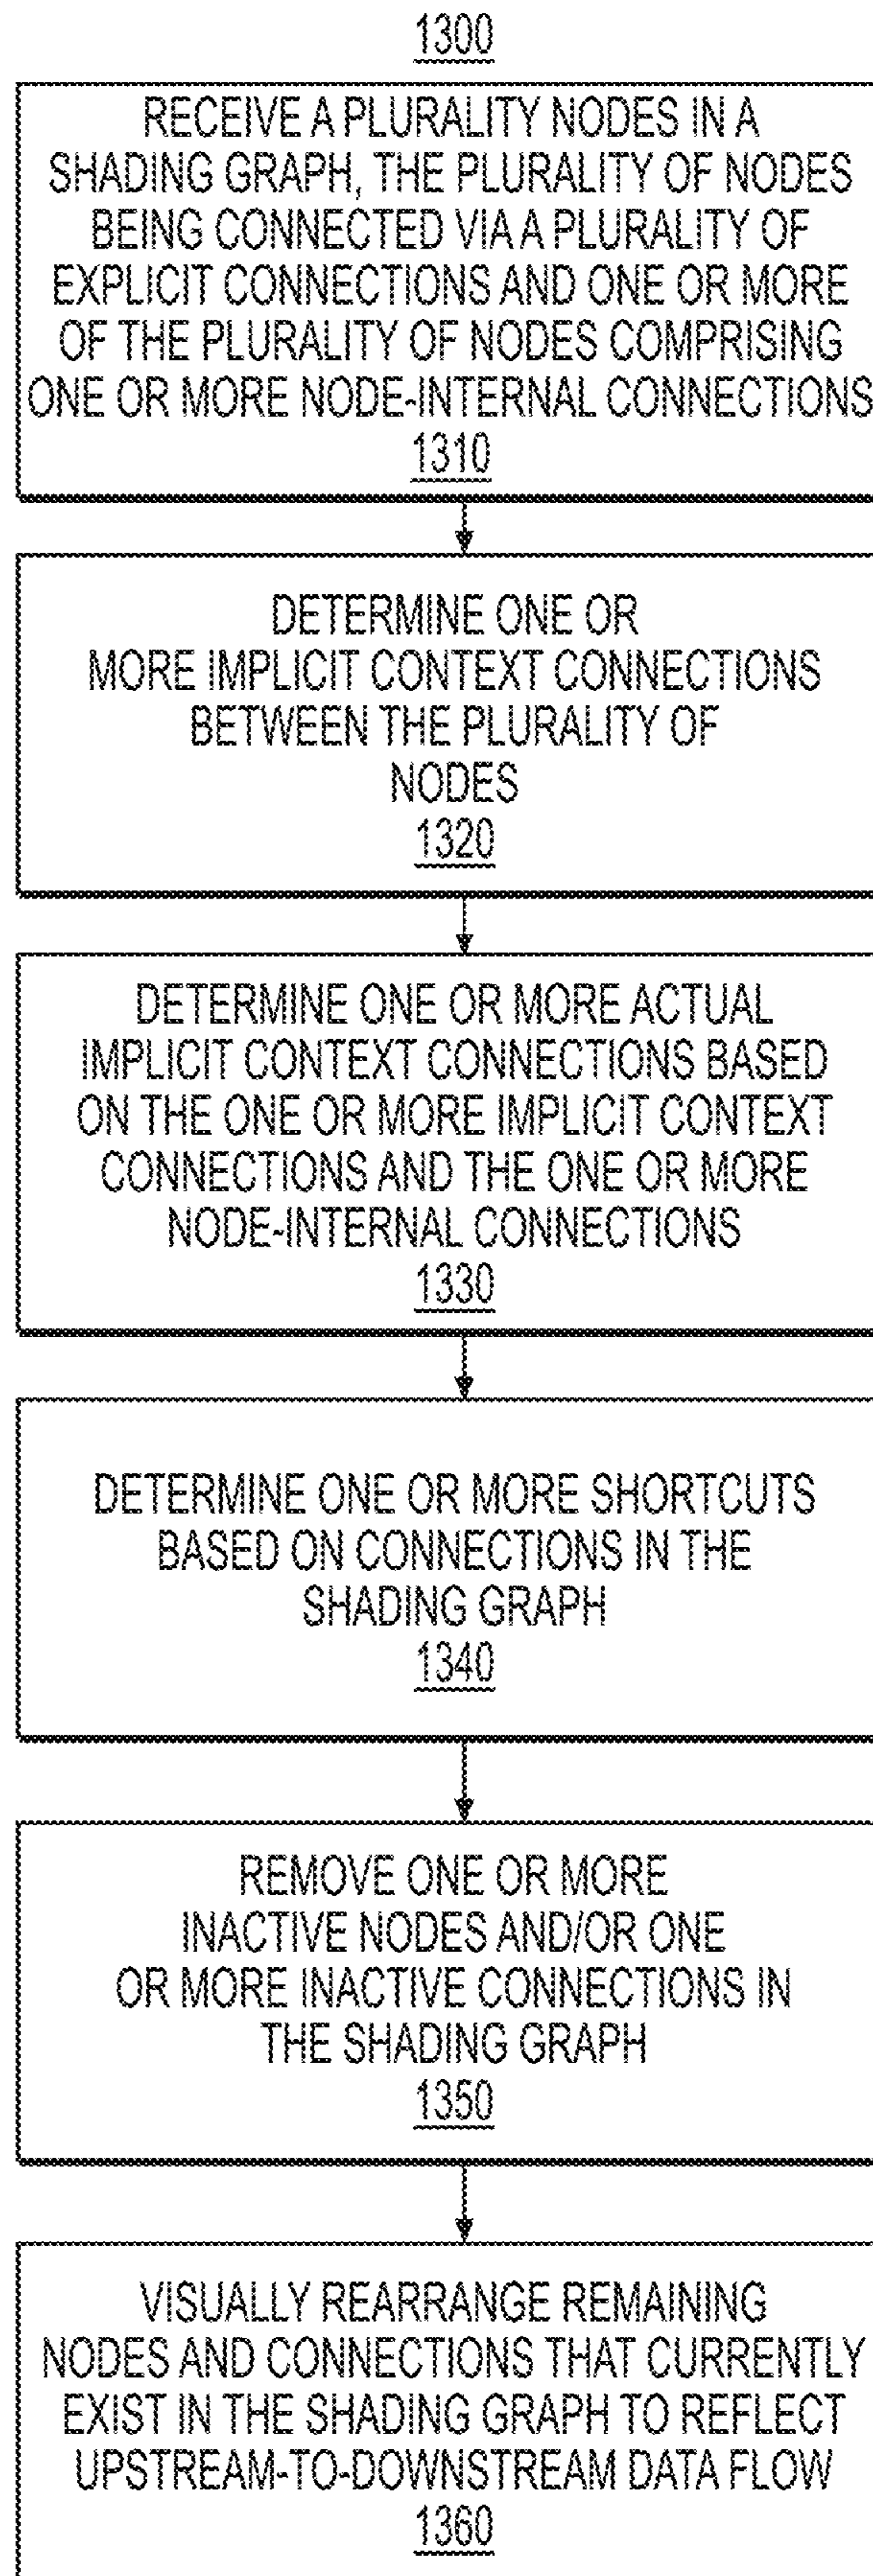 1300
RECEIVE A PLURALITY NODES IN A
SHADING GRAPH, THE PLURALITY OF NODES
BEING CONNECTED VIA A PLURALITY OF
EXPLICIT CONNECTIONS AND ONE OR MORE
OF THE PLURALITY OF NODES COMPRISING
ONE OR MORE NODE-INTERNAL CONNECTIONS
1310
DETERMINE ONE OR
MORE IMPLICIT CONTEXT CONNECTIONS
BETWEEN THE PLURALITY OF
NODES
1320
DETERMINE ONE OR MORE ACTUAL
IMPLICIT CONTEXT CONNECTIONS BASED
ON THE ONE OR MORE IMPLICIT CONTEXT
CONNECTIONS AND THE ONE OR MORE
NODE-INTERNAL CONNECTIONS
1330
DETERMINE ONE OR MORE SHORTCUTS
BASED ON CONNECTIONS IN THE
SHADING GRAPH
1340
REMOVE ONE OR MORE
INACTIVE NODES AND/OR ONE
OR MORE INACTIVE CONNECTIONS IN
THE SHADING GRAPH
1350
VISUALLY REARRANGE REMAINING
NODES AND CONNECTIONS THAT CURRENTLY
EXIST IN THE SHADING GRAPH TO REFLECT
UPSTREAM-TO-DOWNSTREAM DATA FLOW
1360